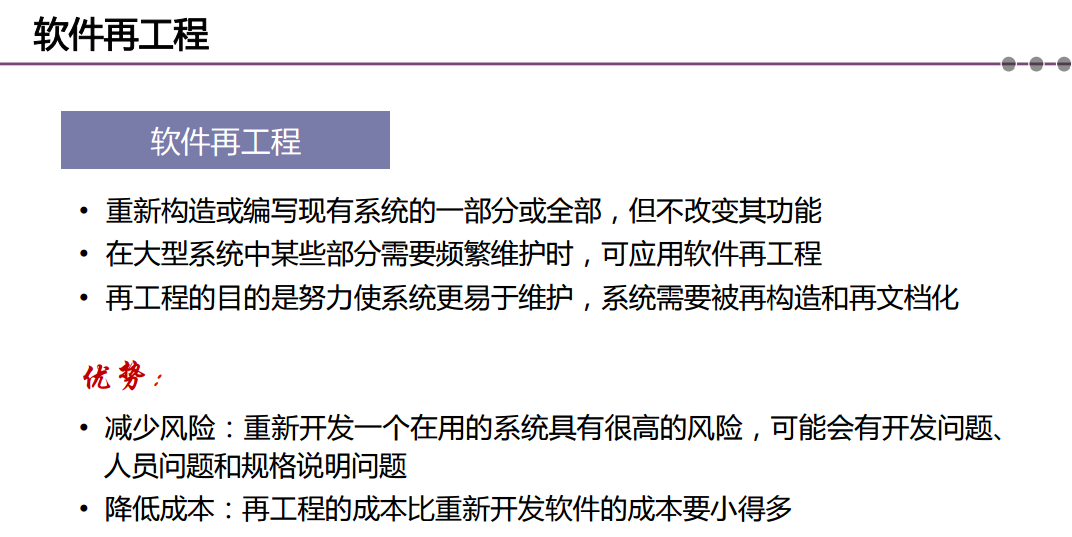 软件再工程
软件再工程
• 重新构造或编写现有系统的一部分或全部，但不改变其功能
• 在大型系统中某些部分需要频繁维护时，可应用软件再工程
• 再工程的目的是努力使系统更易于维护，系统需要被再构造和再文档化
优势：
• 减少风险：重新开发一个在用的系统具有很高的风险，可能会有开发问题、
人员问题和规格说明问题
• 降低成本：再工程的成本比重新开发软件的成本要小得多